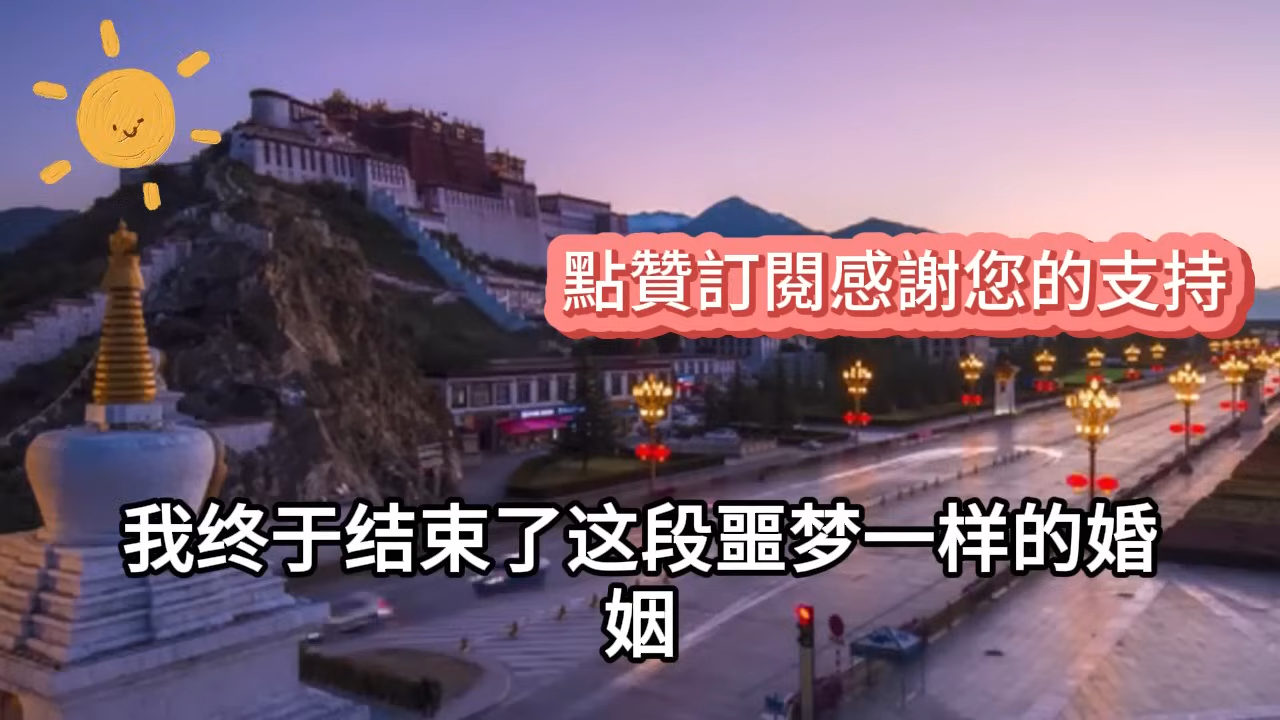 點贊訂閱感謝您的支持
我终于结束了这段噩梦一样的婚
姻